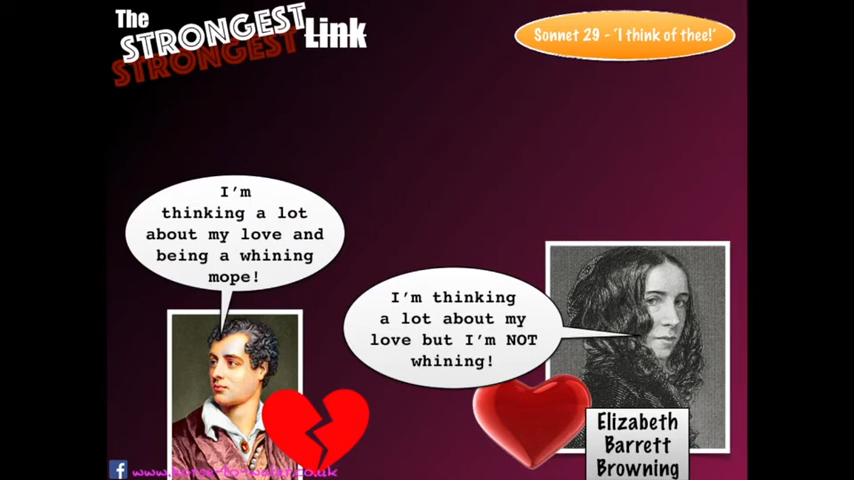 The
STRONGEST Link
STRONGEST
Sonnet 29 - 'I think of thee!'
I'm
thinking a lot
about my love and
being a whining
mope!
I'm thinking
a lot about my
love but I'm NOT
whining!
Elizabeth
Barrett
Browning